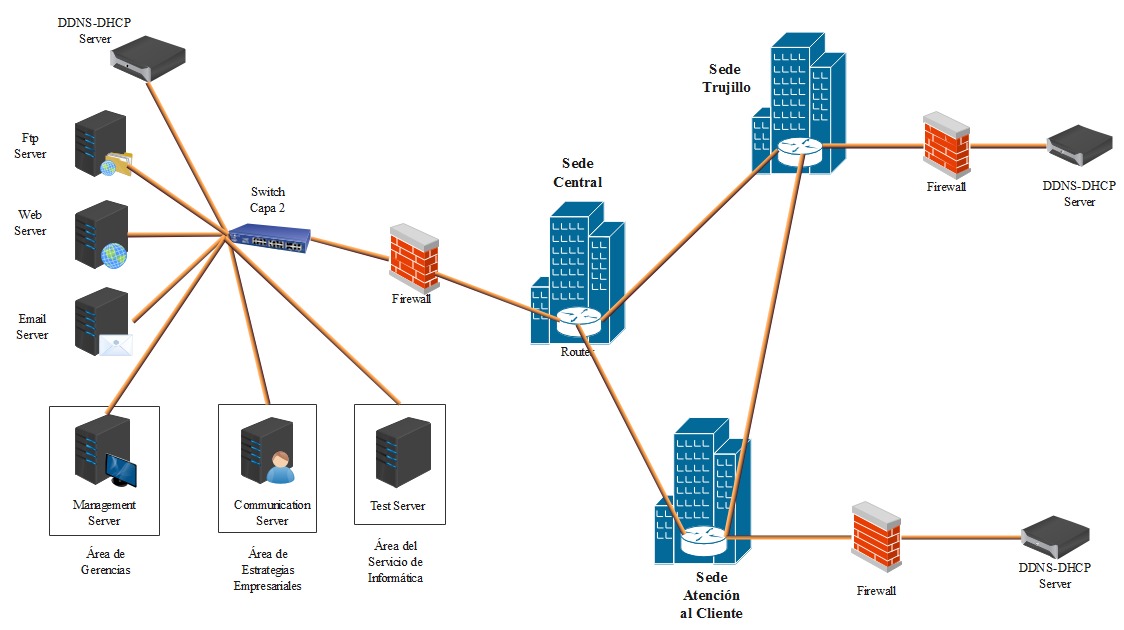 DDNS-DHCP
Server
Ftp
Server
Web
Server
Email
Server
Switch
Capa 2
Firewall
Management
Server
Área de
Gerencias
Communication
Server
Área de
Estrategias
Empresariales
Test Server
Área del
Servicio de
Informática
Sede
Central
Router
Sede
Trujillo
Firewall
DDNS-DHCP
Server
Sede
Atención
al Cliente
Firewall
DDNS-DHCP
Server